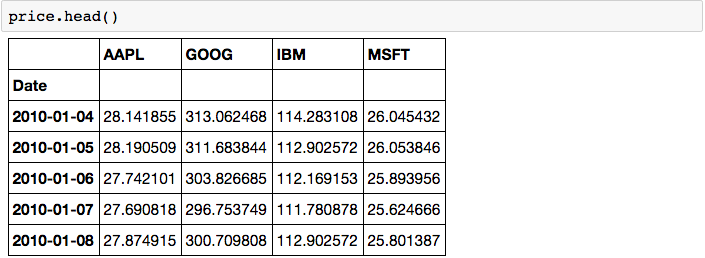 price.head()
AAPL GOOG IBM MSFT
Date
2010-01-04 28.141855 313.062468 114.283108 26.045432
2010-01-05 28.190509 311.683844 112.902572 26.053846
2010-01-06 27.742101 303.826685 112.169153 25.893956
2010-01-07 27.690818 296.753749 111.780878 25.624666
2010-01-08 27.874915 300.709808 112.902572 25.801387